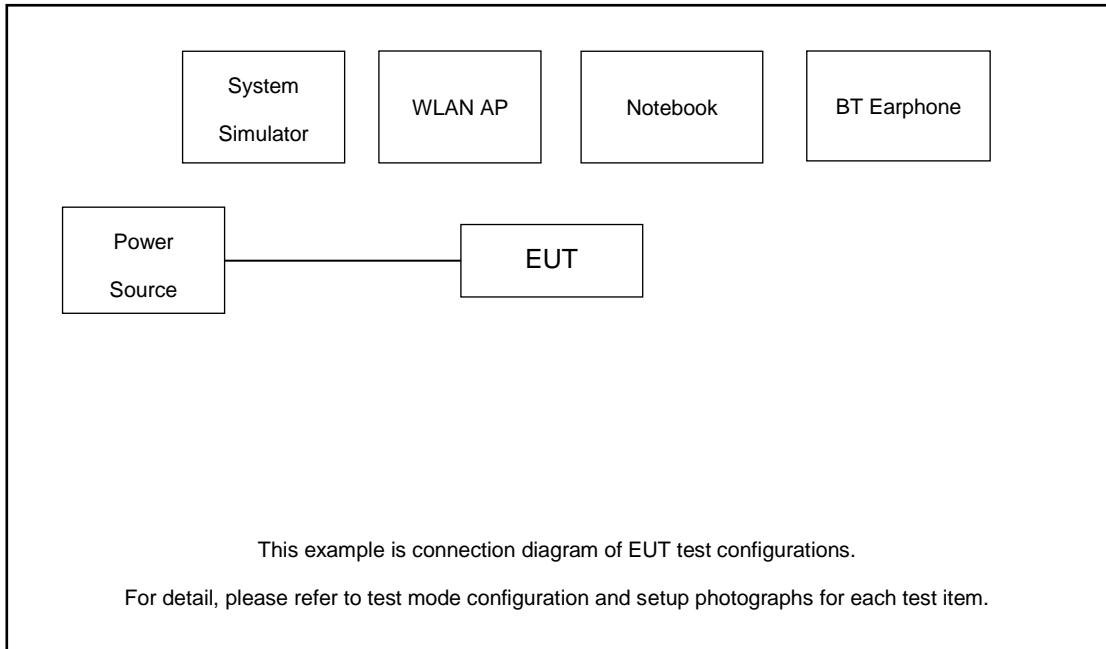 System
Simulator
WLAN AP
Notebook
BT Earphone
Power
Source
EUT
This example is connection diagram of EUT test configurations.
For detail, please refer to test mode configuration and setup photographs for each test item.